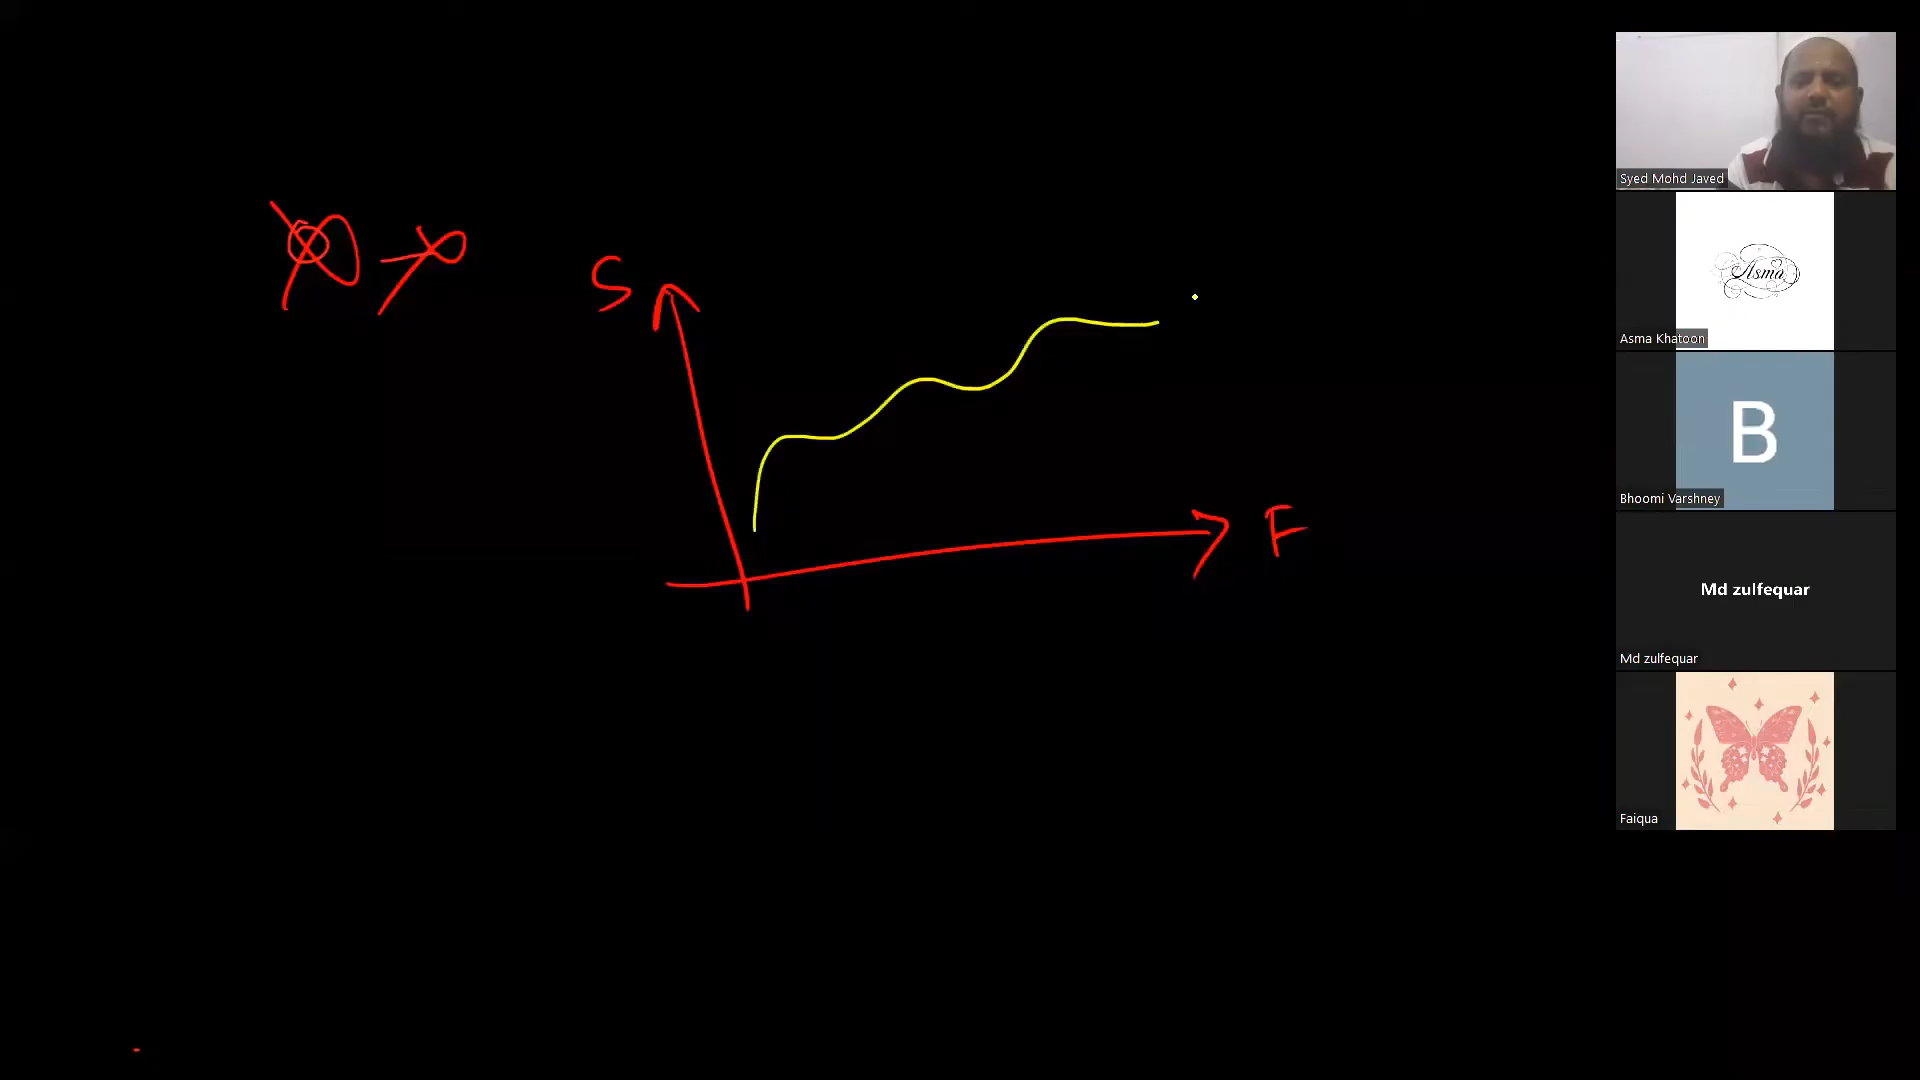 S
F
Syed Mohd Javed
Asma
Asma Khatoon
B
Bhoomi Varshney
Md zulfequar
Md zulfequar
Faiqua